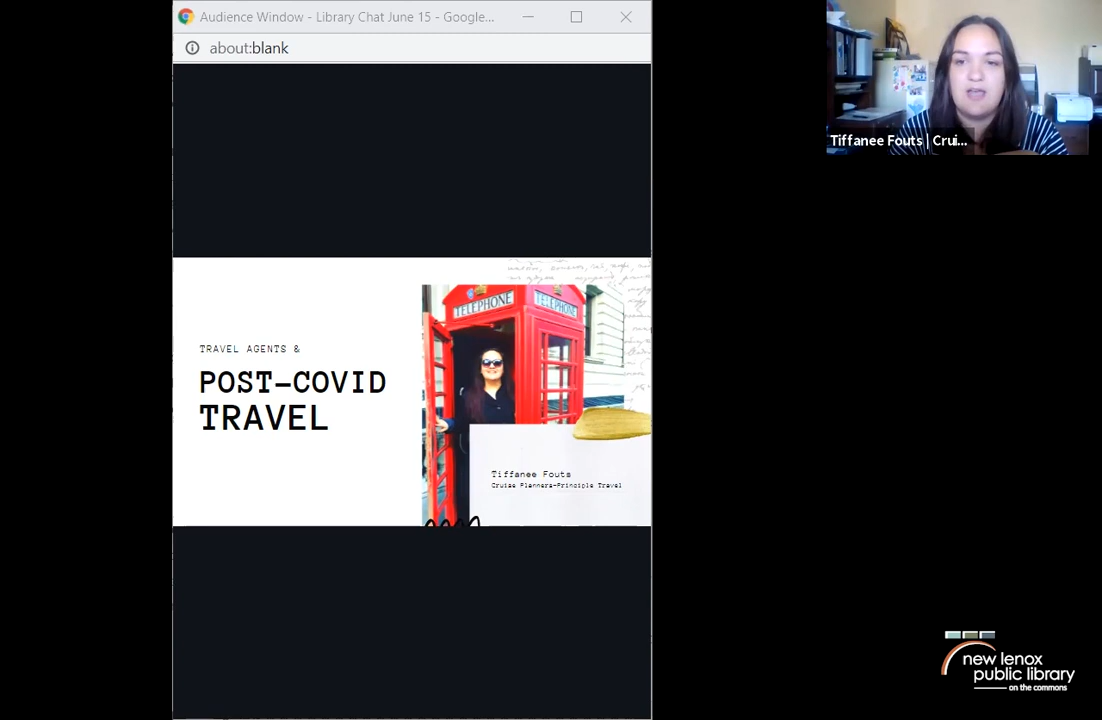 Audience Window - Library Chat June 15 - Google...
about:blank
Tiffanee Fouts | Crui...
TELEPHONE
TELEPHONE
TRAVEL AGENTS &
POST-COVID
TRAVEL
Tiffanee Fouts
Cruise Planners-Principle Travel
new lenox
public library
on the commons